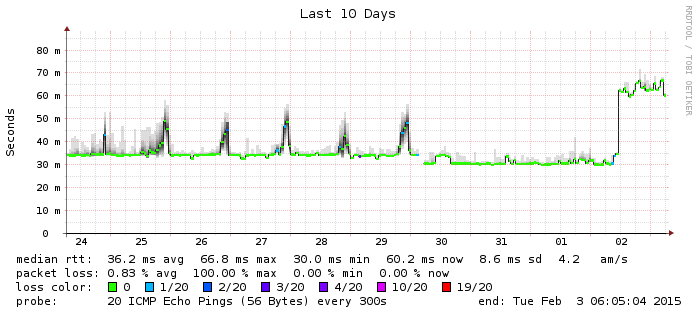 Last 10 Days
RRDTOOL / TOBI OETIKER
Seconds
80 m
70 m
60 m
50 m
40 m
30 m
20 m
10 m
0
24 25 26 27 28 29 30 31 01 02
median rtt: 36.2 ms avg 66.8 ms max 30.0 ms min 60.2 ms now 8.6 ms sd 4.2 am/s
packet loss: 0.83 % avg 100.00 % max 0.00 % min 0.00 % now
loss color: 0 1/20 2/20 3/20 4/20 10/20 19/20
probe: 20 ICMP Echo Pings (56 Bytes) every 300s end: Tue Feb 3 06:05:04 2015